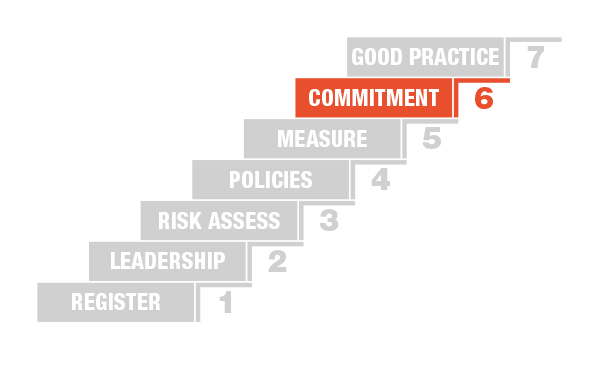 GOOD PRACTICE 7
COMMITMENT 6
MEASURE 5
POLICIES 4
RISK ASSESS 3
LEADERSHIP 2
REGISTER 1